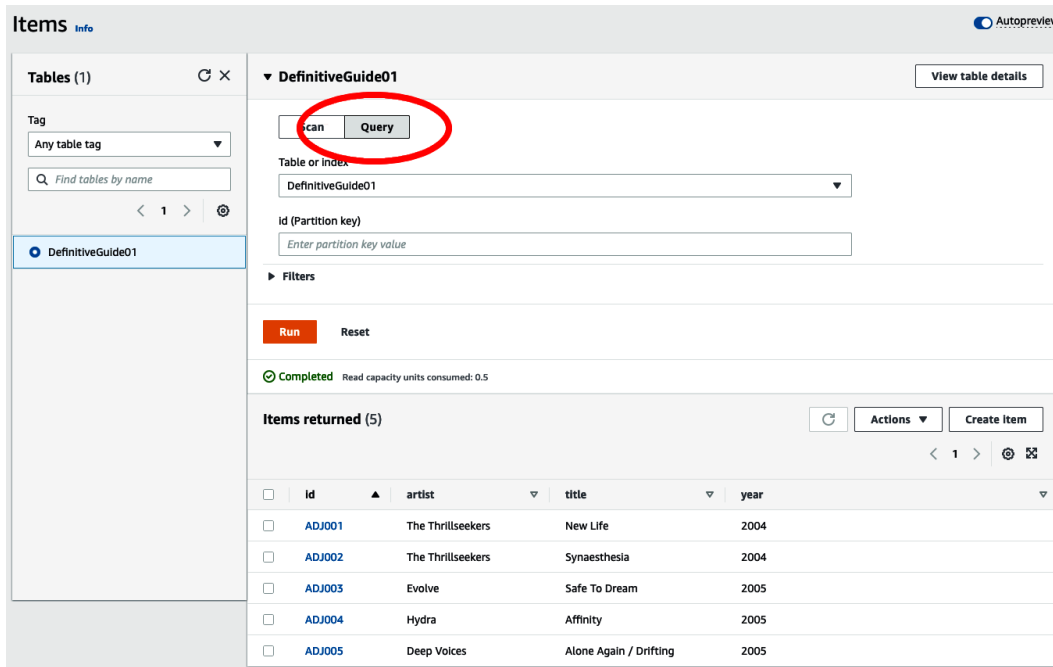 Items Info
Autopreview
Tables (1)
Tag
Any table tag
Find tables by name
1
DefinitiveGuide01
DefinitiveGuide01
View table details
Scan Query
Table or index
DefinitiveGuide01
id (Partition key)
Enter partition key value
Filters
Run Reset
Completed Read capacity units consumed: 0.5
Items returned (5)
Actions Create item
1
id artist title year
ADJ001 The Thrillseekers New Life 2004
ADJ002 The Thrillseekers Synaesthesia 2004
ADJ003 Evolve Safe To Dream 2005
ADJ004 Hydra Affinity 2005
ADJ005 Deep Voices Alone Again / Drifting 2005